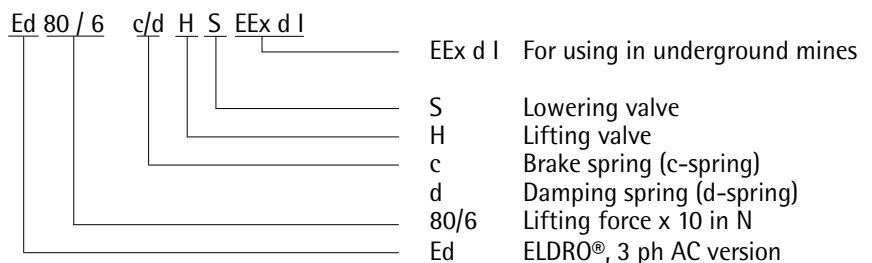 Ed 80 / 6 c/d H S EEx d I
EEx d I For using in underground mines
S Lowering valve
H Lifting valve
c Brake spring (c-spring)
d Damping spring (d-spring)
80/6 Lifting force x 10 in N
Ed ELDRO®, 3 ph AC version